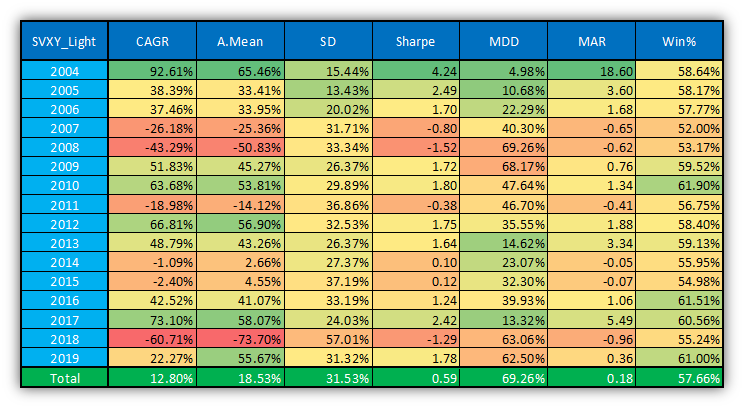 SVXY_Light CAGR A.Mean SD Sharpe MDD MAR Win%
2004 92.61% 65.46% 15.44% 4.24 4.98% 18.60 58.64%
2005 38.39% 33.41% 13.43% 2.49 10.68% 3.60 58.17%
2006 37.46% 33.95% 20.02% 1.70 22.29% 1.68 57.77%
2007 -26.18% -25.36% 31.71% -0.80 40.30% -0.65 52.00%
2008 -43.29% -50.83% 33.34% -1.52 69.26% -0.62 53.17%
2009 51.83% 45.27% 26.37% 1.72 68.17% 0.76 59.52%
2010 63.68% 53.81% 29.89% 1.80 47.64% 1.34 61.90%
2011 -18.98% -14.12% 36.86% -0.38 46.70% -0.41 56.75%
2012 66.81% 56.90% 32.53% 1.75 35.55% 1.88 58.40%
2013 48.79% 43.26% 26.37% 1.64 14.62% 3.34 59.13%
2014 -1.09% 2.66% 27.37% 0.10 23.07% -0.05 55.95%
2015 -2.40% 4.55% 37.19% 0.12 32.30% -0.07 54.98%
2016 42.52% 41.07% 33.19% 1.24 39.93% 1.06 61.51%
2017 73.10% 58.07% 24.03% 2.42 13.32% 5.49 60.56%
2018 -60.71% -73.70% 57.01% -1.29 63.06% -0.96 55.24%
2019 22.27% 55.67% 31.32% 1.78 62.50% 0.36 61.00%
Total 12.80% 18.53% 31.53% 0.59 69.26% 0.18 57.66%